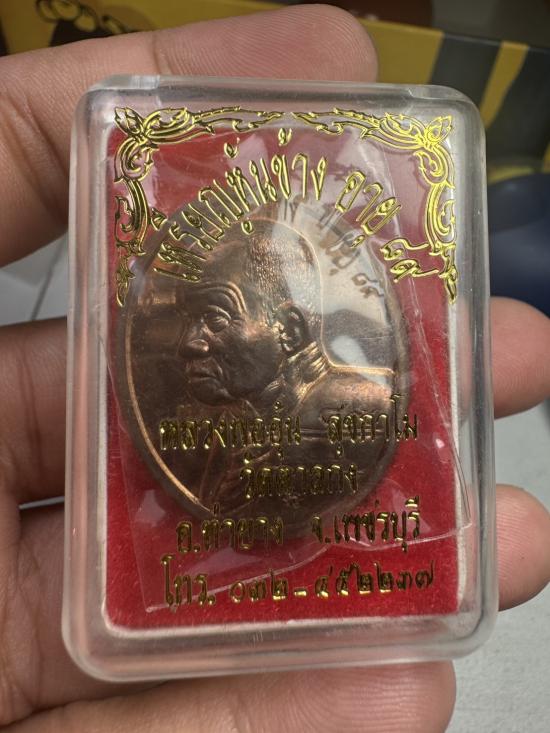 เหรียญหันข้าง อายุ ๘๙
หลวงพ่ออุ้น สุขกาโม
วัดตาลกง
อ.ท่ายาง จ.เพชรบุรี
โทร. ๐๓๒-๔๕๒๒๓๗